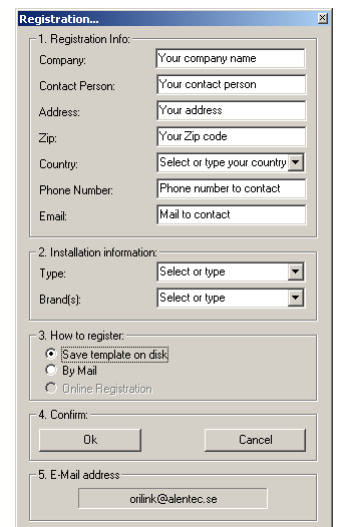 Registration...
1. Registration Info:
Company: Your company name
Contact Person: Your contact person
Address: Your address
Zip: Your Zip code
Country: Select or type your country
Phone Number: Phone number to contact
Email: Mail to contact
2. Installation information:
Type: Select or type
Brand(s): Select or type
3. How to register:
Save template on disk
By Mail
Online Registration
4. Confirm:
Ok Cancel
5. E-Mail address
orilink@alentec.se